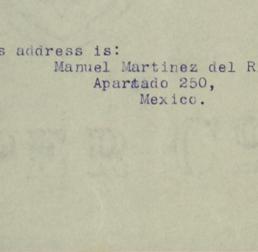 s address is:
Manuel Martinez del R
Apartado 250,
Mexico.